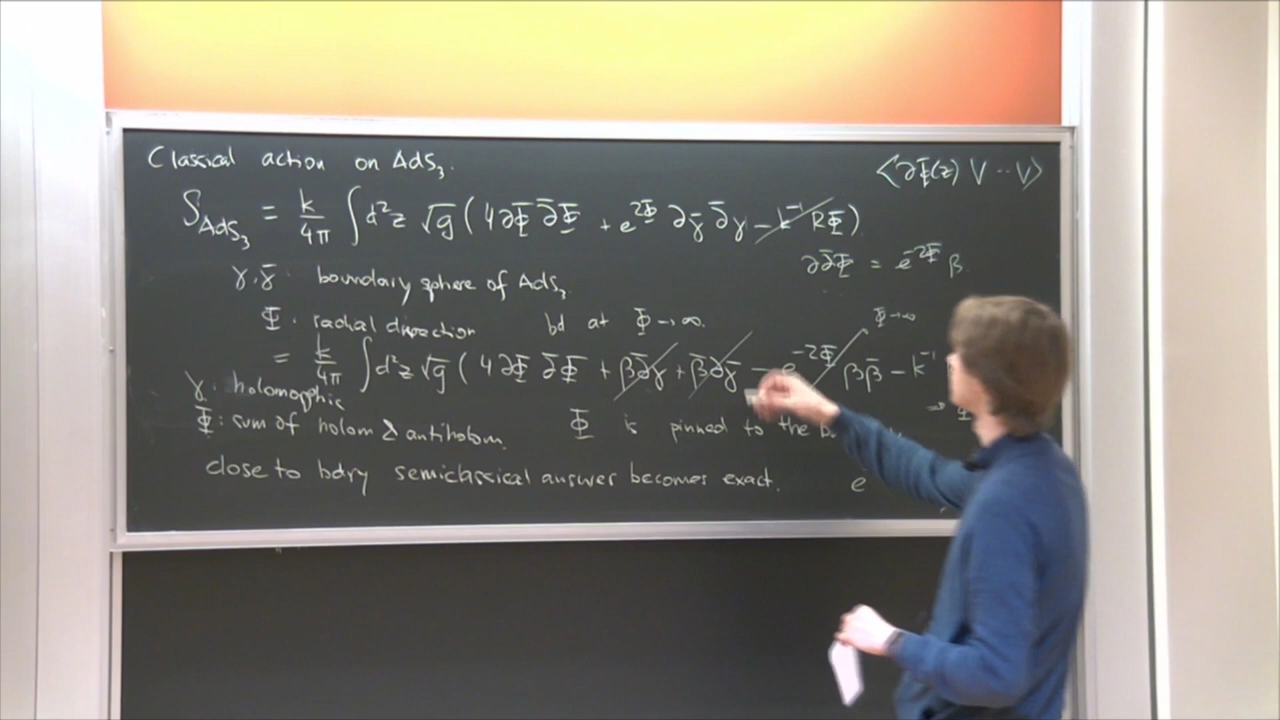 Classical action on AdS₃.
⟨∂Φ(z) V ⋯ V⟩
S_AdS₃ = k/4π ∫d²z √g ( 4∂Φ ∂̄Φ + e^{2Φ} ∂γ̄ ∂̄γ − k⁻¹ RΦ )
γ, γ̄ : boundary sphere of AdS₃.
∂∂̄Φ = e^{-2Φ} β
Φ : radial direction bd at Φ → ∞.
Φ → ∞
= k/4π ∫d²z √g ( 4∂Φ ∂̄Φ + β∂̄γ + β̄∂γ̄ − e^{-2Φ} ββ̄ − k⁻¹
γ : holomorphic
Φ : sum of holom & antiholom. Φ is pinned to the
close to bdry semiclassical answer becomes exact. e